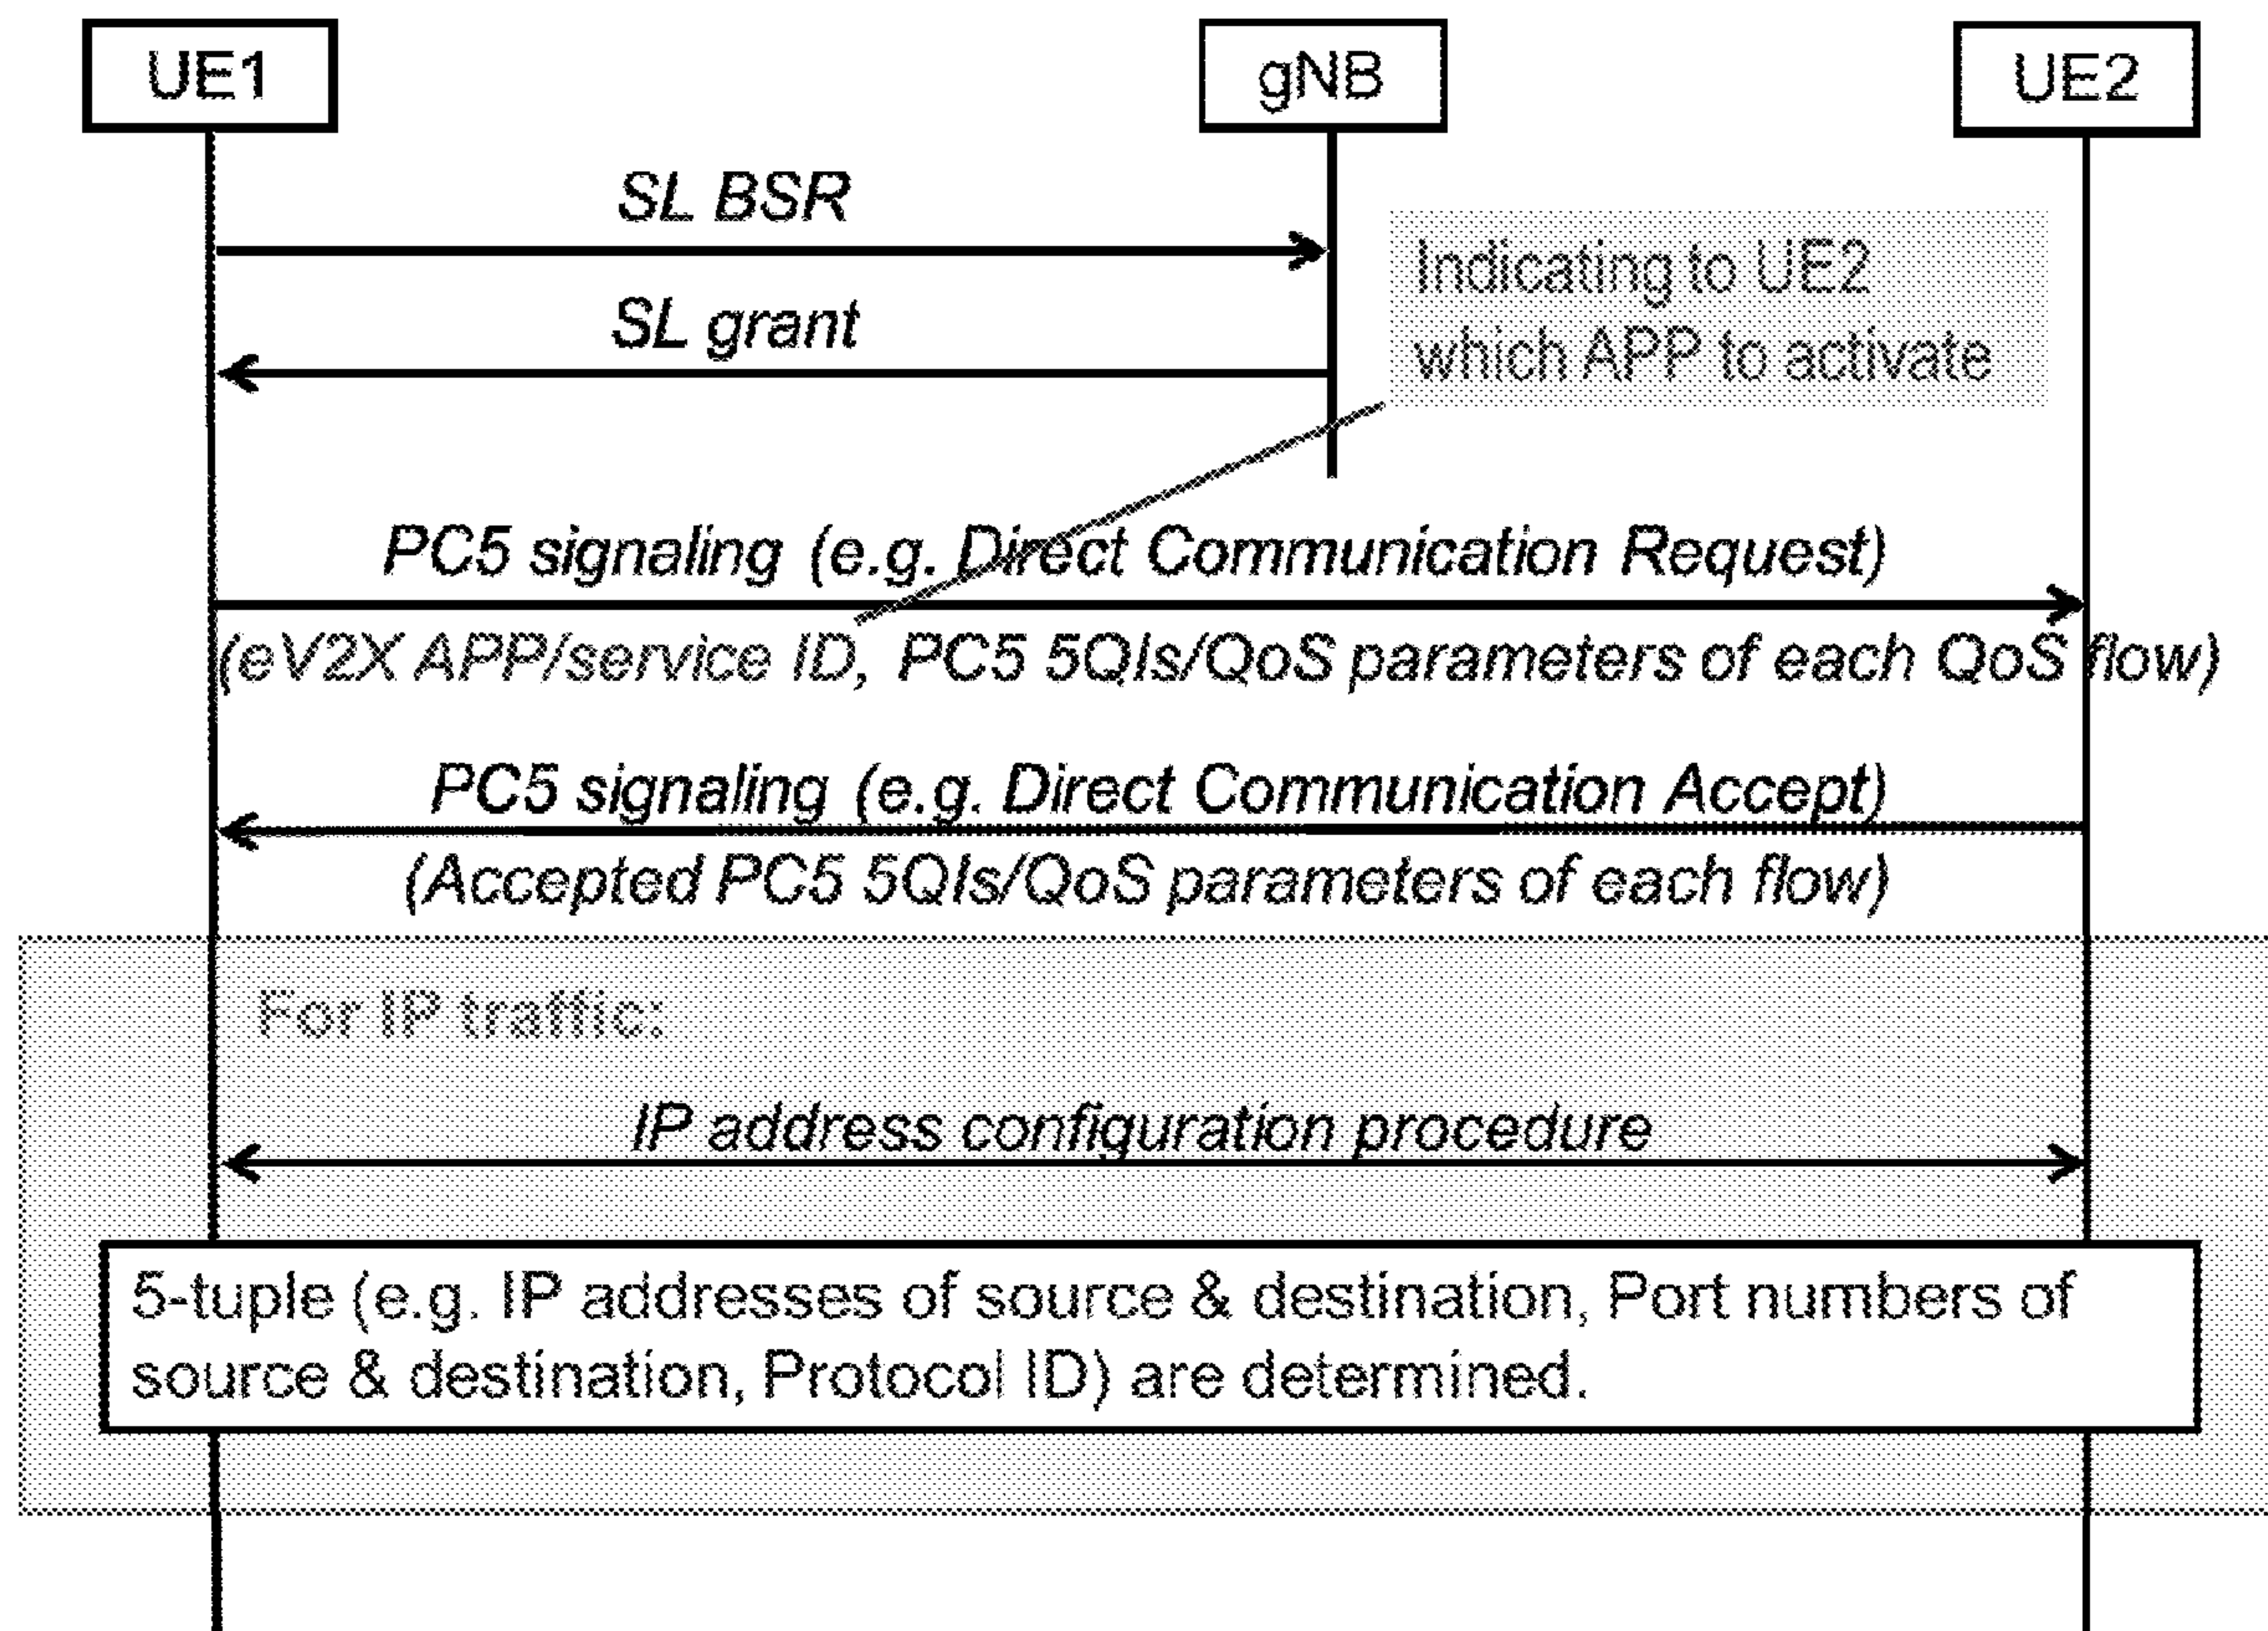 UE1
gNB
UE2
SL BSR
SL grant
Indicating to UE2
which APP to activate
PC5 signaling (e.g. Direct Communication Request)
(eV2X APP/service ID, PC5 5QIs/QoS parameters of each QoS flow)
PC5 signaling (e.g. Direct Communication Accept)
(Accepted PC5 5QIs/QoS parameters of each flow)
For IP traffic:
IP address configuration procedure
5-tuple (e.g. IP addresses of source & destination, Port numbers of
source & destination, Protocol ID) are determined.